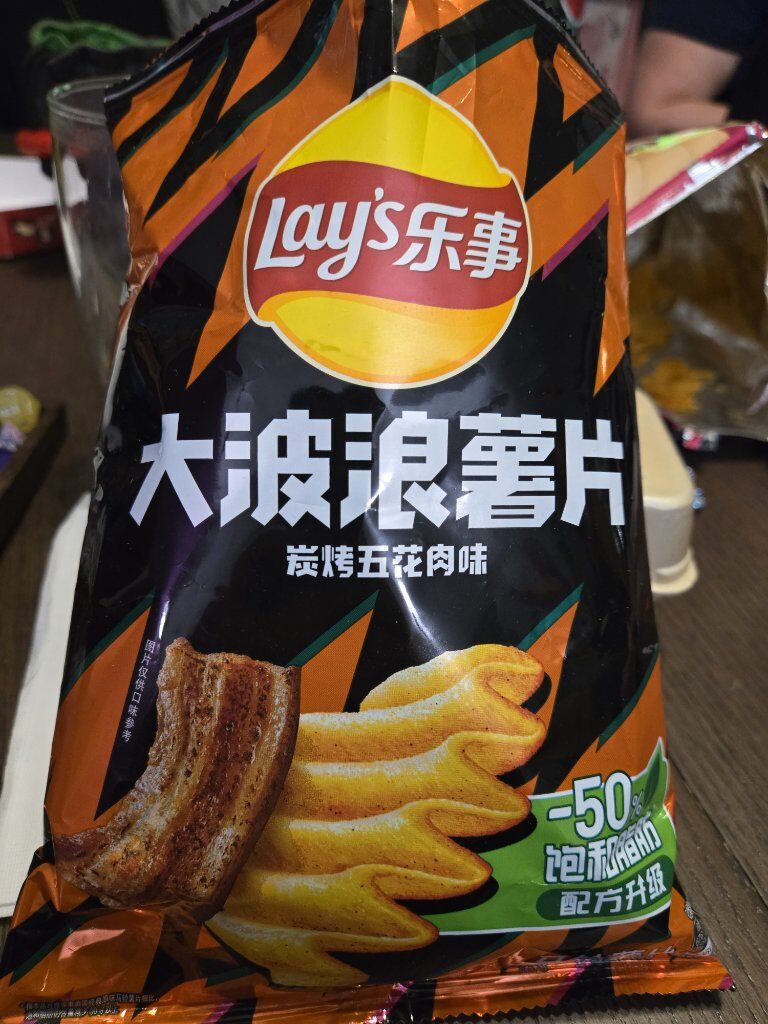 Lay's乐事
大波浪薯片
炭烤五花肉味
图片仅供口味参考
-50%
饱和脂肪
配方升级